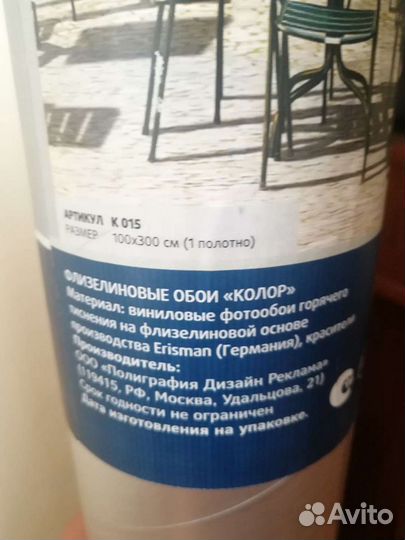 АРТИКУЛ К 015
РАЗМЕР 100х300 см (1 полотно)
ФЛИЗЕЛИНОВЫЕ ОБОИ «КОЛОР»
Материал: виниловые фотообои горячего
тиснения на флизелиновой основе
производства Erisman (Германия), красители
Производитель:
ООО «Полиграфия Дизайн Реклама»
(119415, РФ, Москва, Удальцова, 21)
Срок годности не ограничен
Дата изготовления на упаковке.
Avito